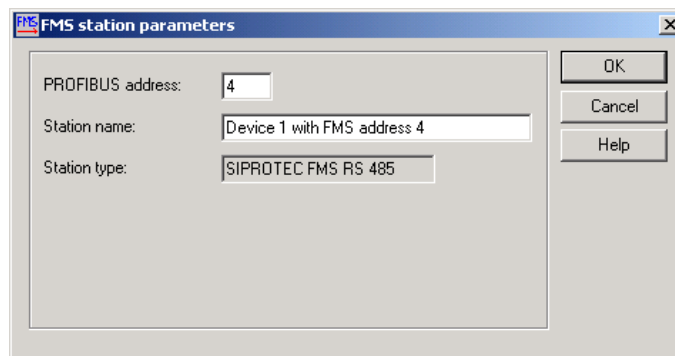 FMS FMS station parameters
PROFIBUS address: 4
Station name: Device 1 with FMS address 4
Station type: SIPROTEC FMS RS 485
OK
Cancel
Help